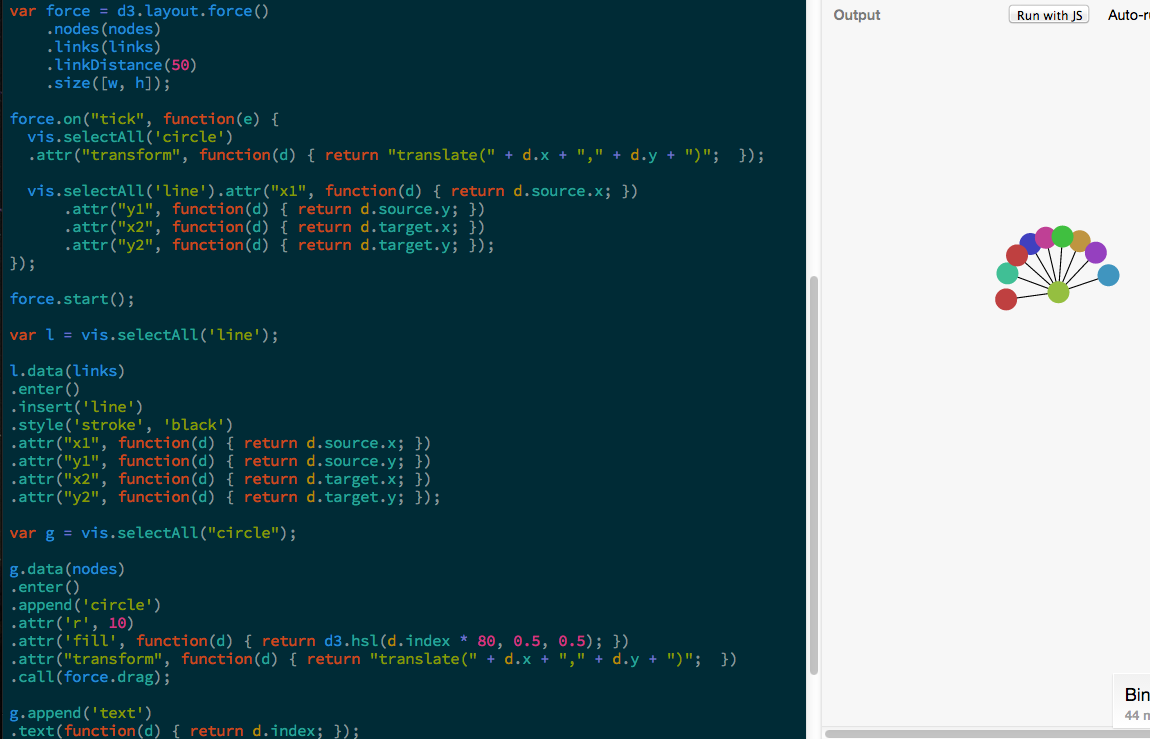 var force = d3.layout.force()
    .nodes(nodes)
    .links(links)
    .linkDistance(50)
    .size([w, h]);
force.on("tick", function(e) {
  vis.selectAll('circle')
  .attr("transform", function(d) { return "translate(" + d.x + "," + d.y + ")";  });
  vis.selectAll('line').attr("x1", function(d) { return d.source.x; })
      .attr("y1", function(d) { return d.source.y; })
      .attr("x2", function(d) { return d.target.x; })
      .attr("y2", function(d) { return d.target.y; });
});
force.start();
var l = vis.selectAll('line');
l.data(links)
.enter()
.insert('line')
.style('stroke', 'black')
.attr("x1", function(d) { return d.source.x; })
.attr("y1", function(d) { return d.source.y; })
.attr("x2", function(d) { return d.target.x; })
.attr("y2", function(d) { return d.target.y; });
var g = vis.selectAll("circle");
g.data(nodes)
.enter()
.append('circle')
.attr('r', 10)
.attr('fill', function(d) { return d3.hsl(d.index * 80, 0.5, 0.5); })
.attr("transform", function(d) { return "translate(" + d.x + "," + d.y + ")";  })
.call(force.drag);
g.append('text')
.text(function(d) { return d.index; });
Output
Run with JS
Auto-r
Bin
44 m